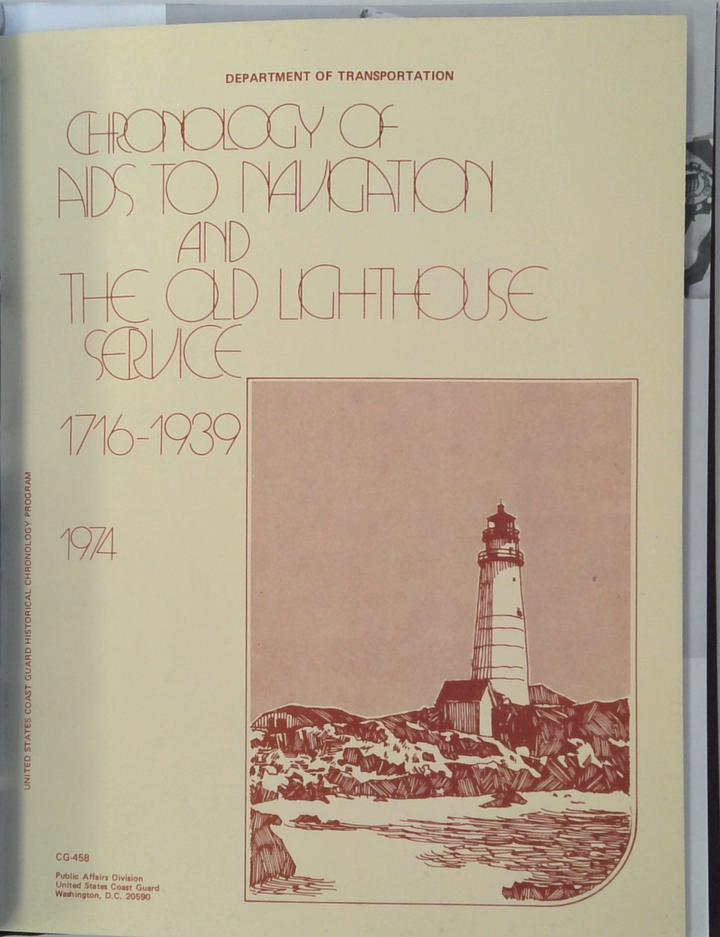 DEPARTMENT OF TRANSPORTATION
CHRONOLOGY OF
AIDS TO NAVIGATION
AND
THE OLD LIGHTHOUSE
SERVICE
1716-1939
1974
UNITED STATES COAST GUARD HISTORICAL CHRONOLOGY PROGRAM
CG-458
Public Affairs Division
United States Coast Guard
Washington, D.C. 20590